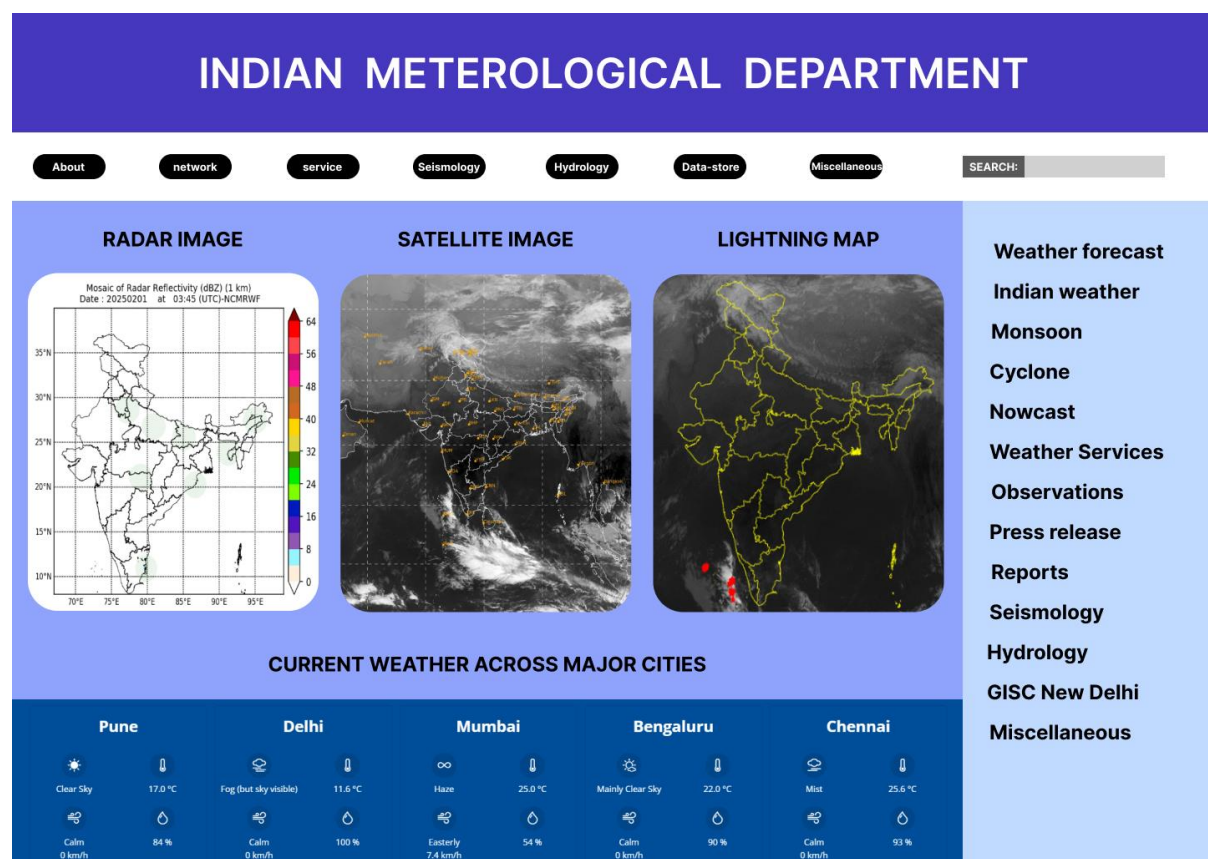 INDIAN METEROLOGICAL DEPARTMENT
About network service Seismology Hydrology Data-store Miscellaneous SEARCH:
RADAR IMAGE
SATELLITE IMAGE
LIGHTNING MAP
Mosaic of Radar Reflectivity (dBZ) (1 km)
Date : 20250201 at 03:45 (UTC)-NCMRWF
35°N
30°N
25°N
20°N
15°N
10°N
70°E 75°E 80°E 85°E 90°E 95°E
64
56
48
40
32
24
16
8
0
Weather forecast
Indian weather
Monsoon
Cyclone
Nowcast
Weather Services
Observations
Press release
Reports
Seismology
Hydrology
GISC New Delhi
Miscellaneous
CURRENT WEATHER ACROSS MAJOR CITIES
Pune
Clear Sky 17.0 °C
Calm 84 %
0 km/h
Delhi
Fog (but sky visible) 11.6 °C
Calm 100 %
0 km/h
Mumbai
Haze 25.0 °C
Easterly 54 %
7.4 km/h
Bengaluru
Mainly Clear Sky 22.0 °C
Calm 90 %
0 km/h
Chennai
Mist 25.6 °C
Calm 93 %
0 km/h